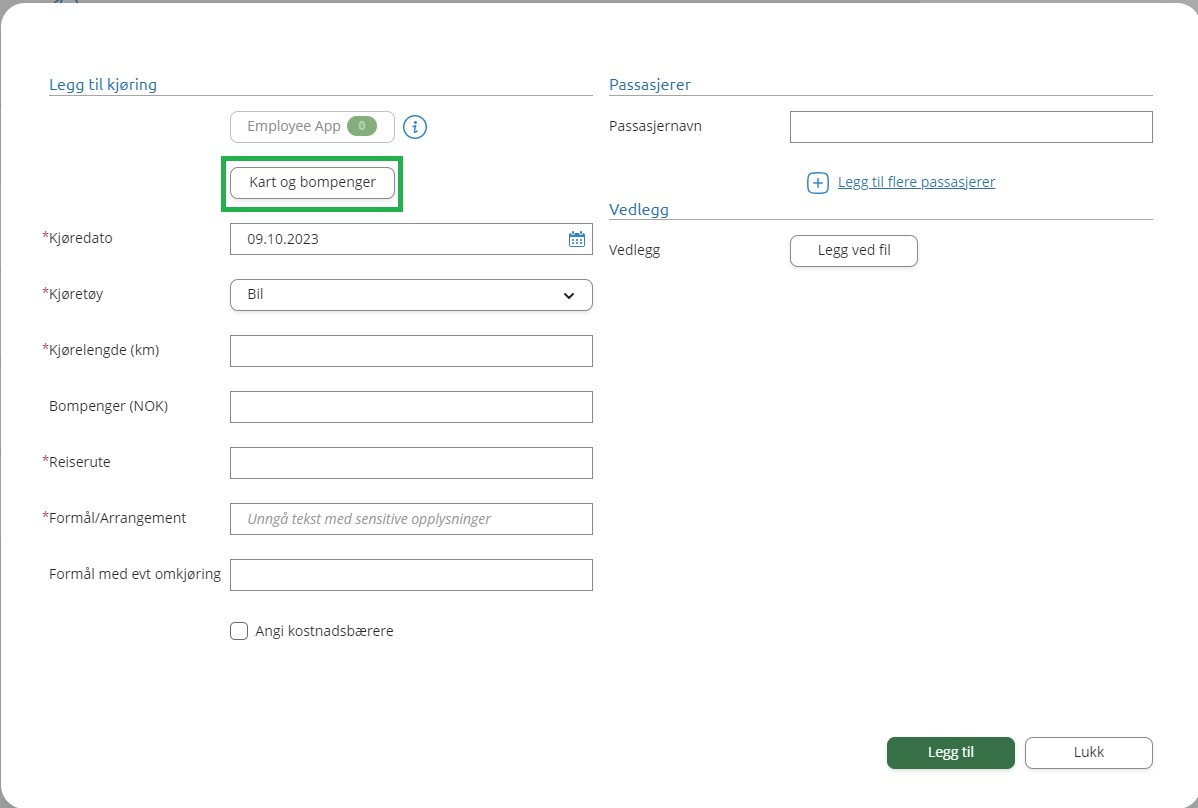 Legg til kjøring
Employee App 0
Kart og bompenger
*Kjøredato 09.10.2023
*Kjøretøy Bil
*Kjørelengde (km)
Bompenger (NOK)
*Reiserute
*Formål/Arrangement Unngå tekst med sensitive opplysninger
Formål med evt omkjøring
Angi kostnadsbærere
Passasjerer
Passasjernavn
Legg til flere passasjerer
Vedlegg
Vedlegg Legg ved fil
Legg til Lukk